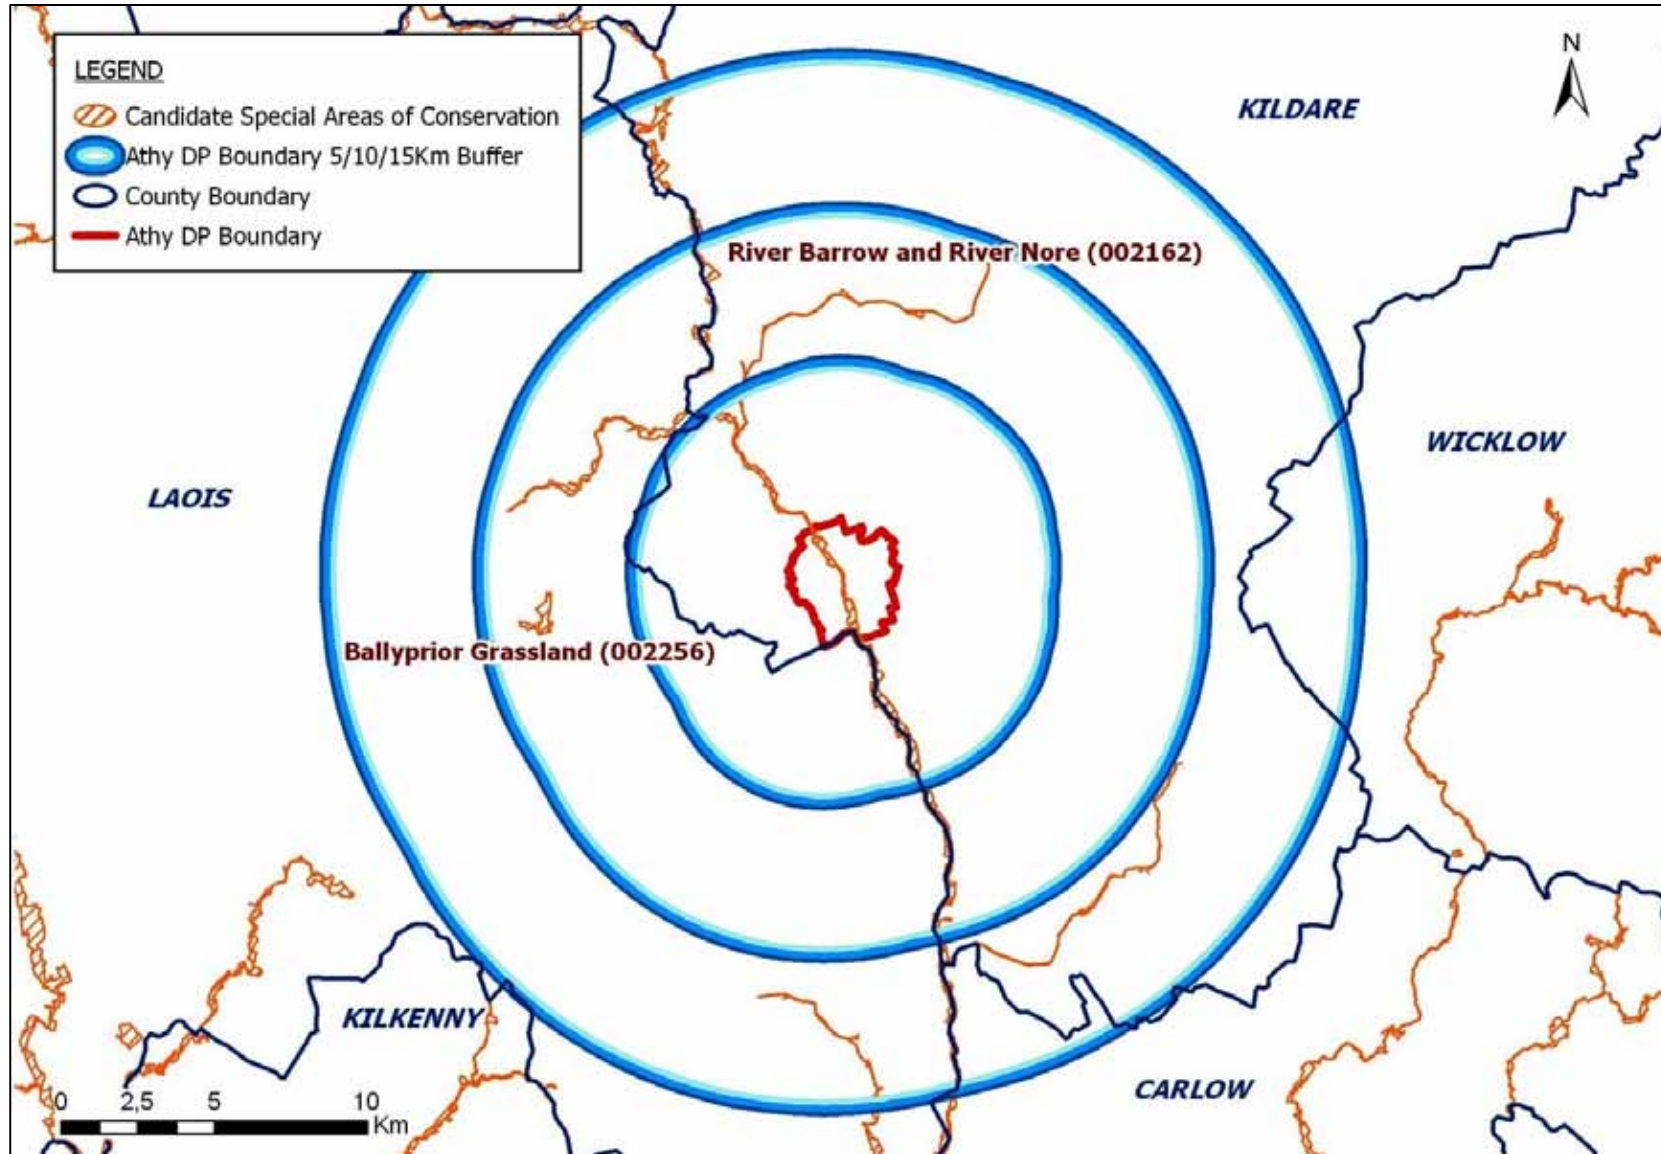 LEGEND
Candidate Special Areas of Conservation
Athy DP Boundary 5/10/15Km Buffer
County Boundary
Athy DP Boundary
N
KILDARE
River Barrow and River Nore (002162)
WICKLOW
LAOIS
Ballyprior Grassland (002256)
KILKENNY
CARLOW
0 2,5 5 10
Km